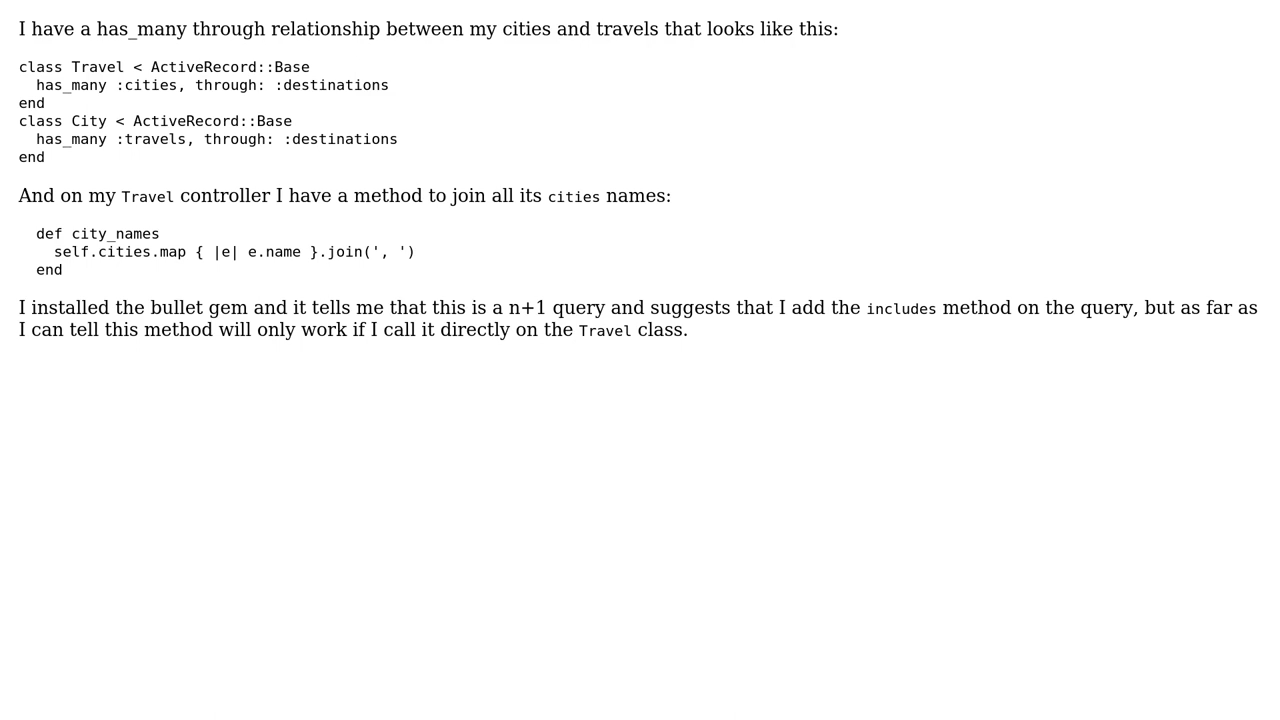 I have a has_many through relationship between my cities and travels that looks like this:
class Travel < ActiveRecord::Base
  has_many :cities, through: :destinations
end
class City < ActiveRecord::Base
  has_many :travels, through: :destinations
end
And on my Travel controller I have a method to join all its cities names:
  def city_names
    self.cities.map { |e| e.name }.join(', ')
  end
I installed the bullet gem and it tells me that this is a n+1 query and suggests that I add the includes method on the query, but as far as
I can tell this method will only work if I call it directly on the Travel class.